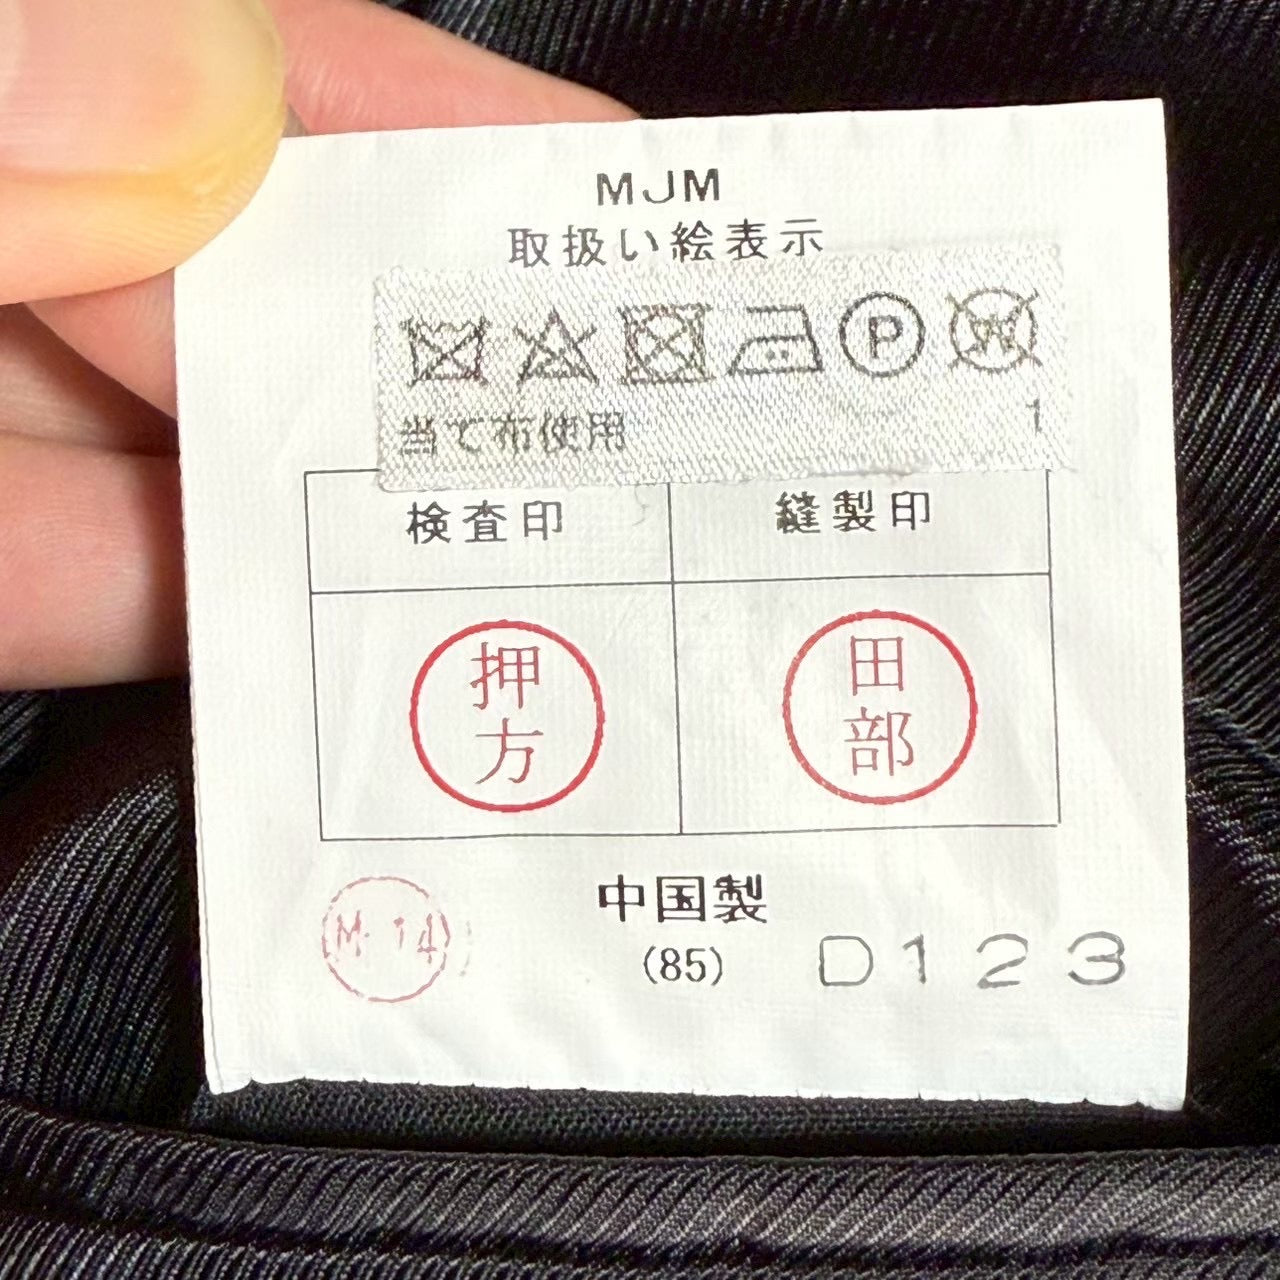 MJM
取扱い絵表示
P W
当て布使用 1
検査印 縫製印
押方 田部
M-14
中国製
(85) D123